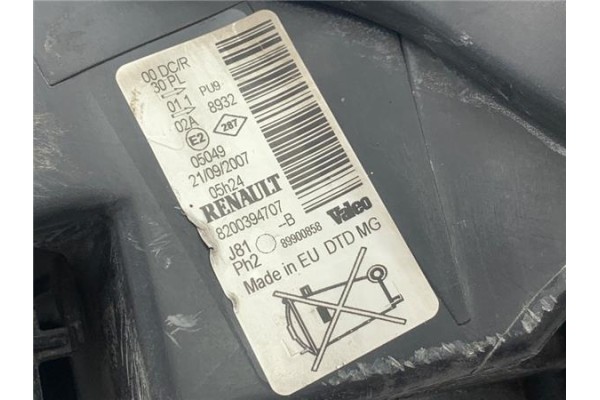 00 DC/R
30 PL
01.1 PU9
02A 8932
E2 287
05049
21/09/2007
05h24
RENAULT
8200394707
J81 -B Valeo
Ph2 89900858
Made in EU DTD MG